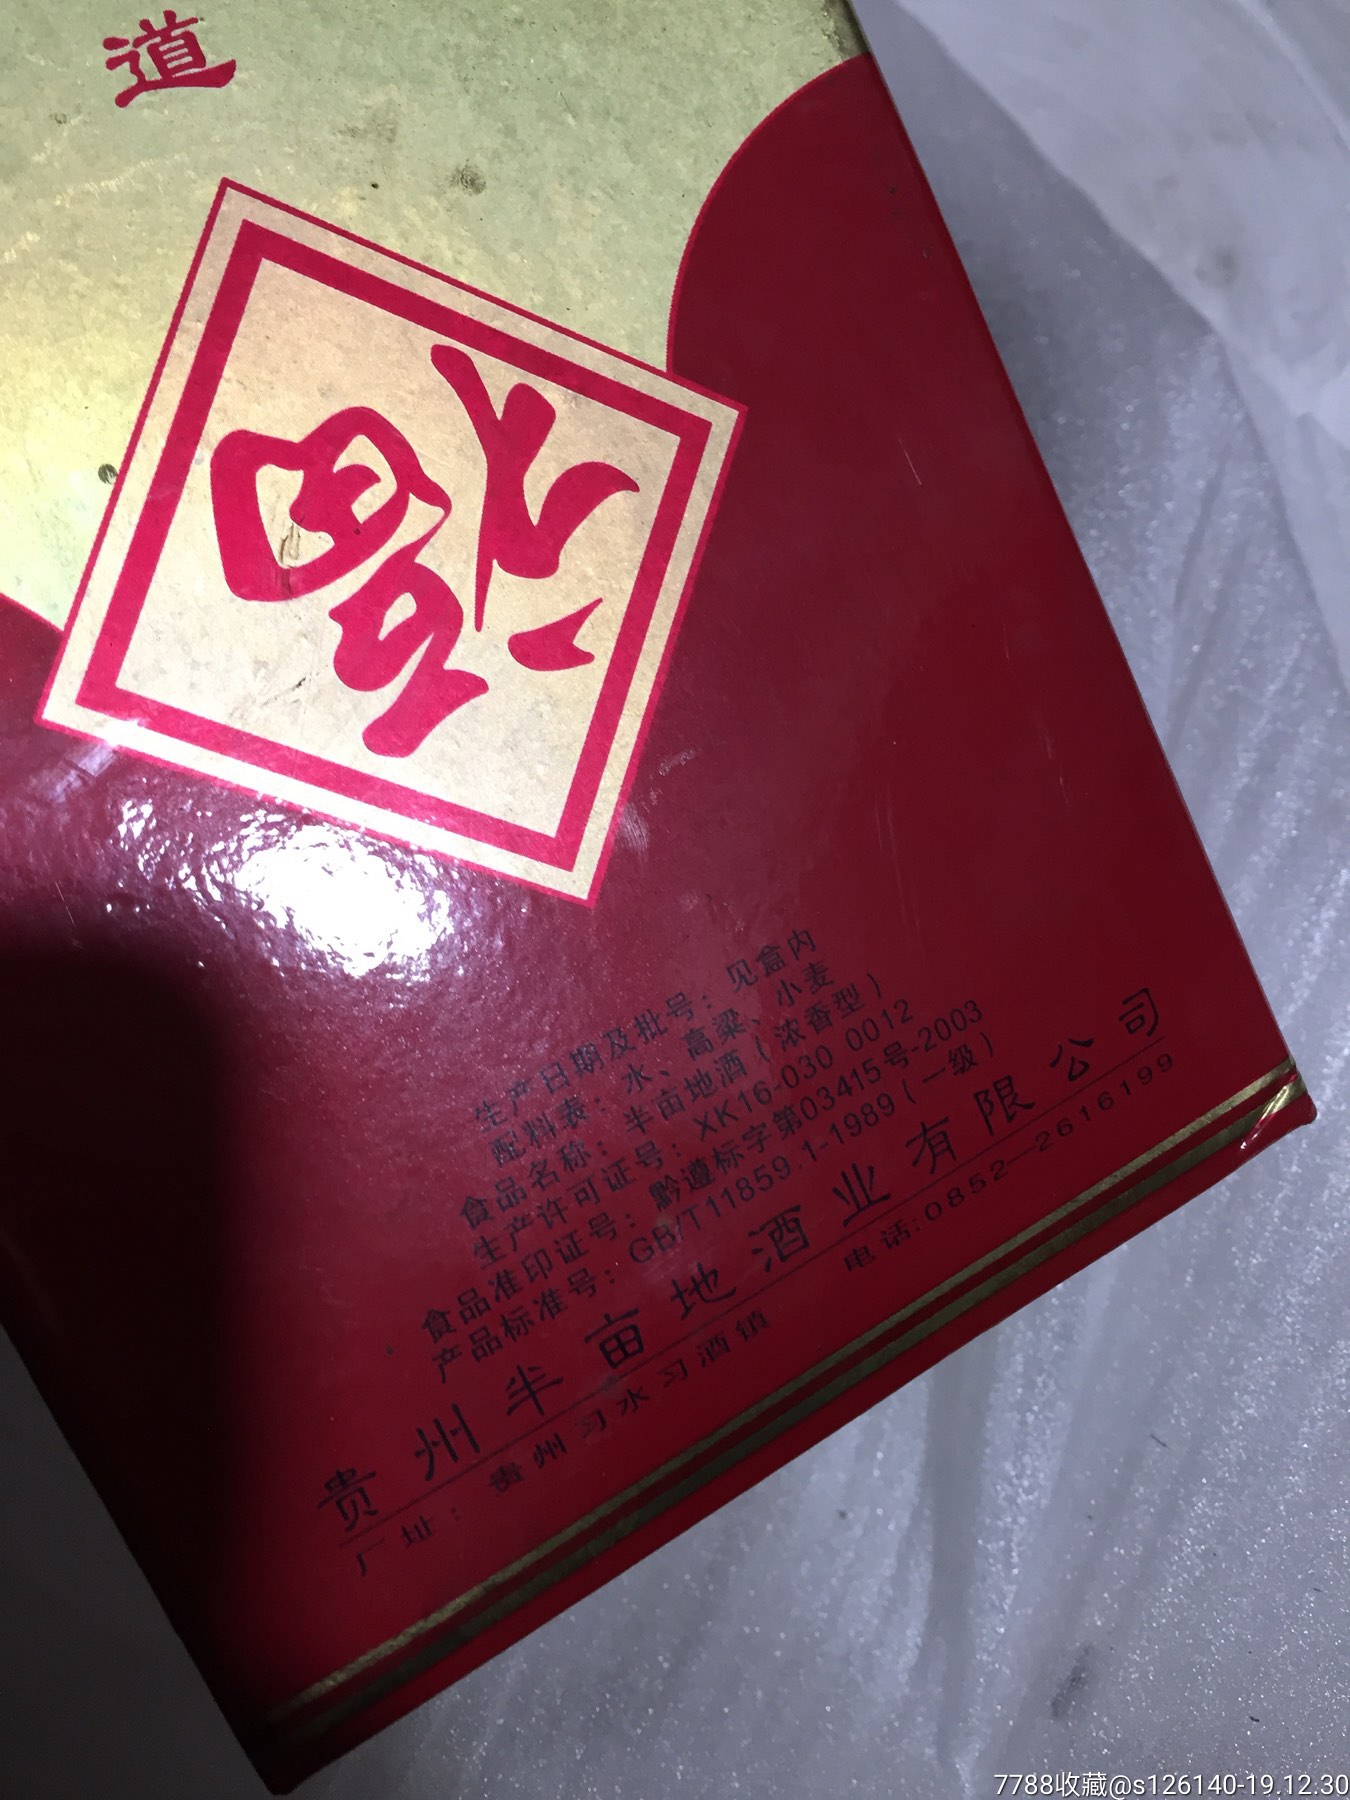 道
福
生产日期及批号：见盒内
配料表：水、高粱、小麦
食品名称：半亩地酒（浓香型）
生产许可证号：XK16-030 0012
食品准印证号：黔遵标字第03415号-2003
产品标准号：GB/T11859.1-1989（一级）
贵州半亩地酒业有限公司
厂址：贵州习水习酒镇 电话:0852—2616199
7788收藏@s126140-19.12.30